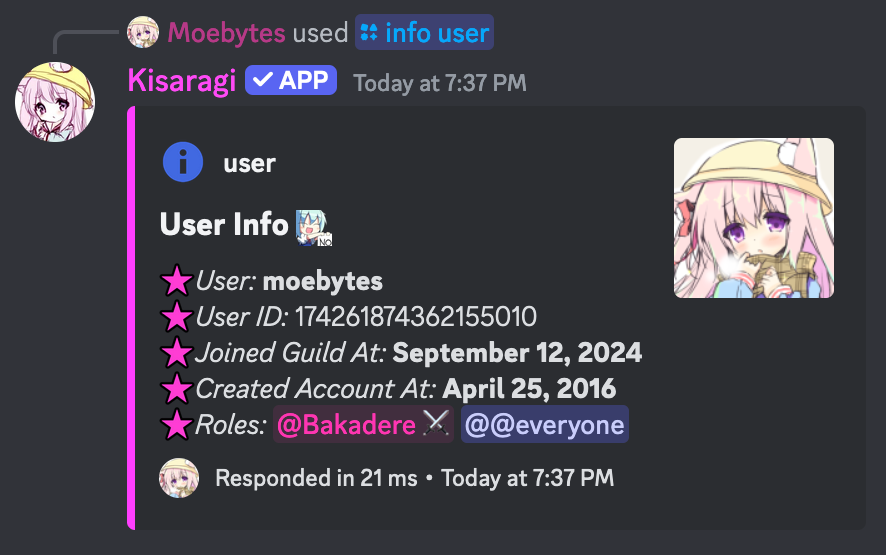 Moebytes used info user
Kisaragi ✓ APP Today at 7:37 PM
user
User Info
NO
User: moebytes
User ID: 174261874362155010
Joined Guild At: September 12, 2024
Created Account At: April 25, 2016
Roles: @Bakadere⚔ @@everyone
Responded in 21 ms • Today at 7:37 PM